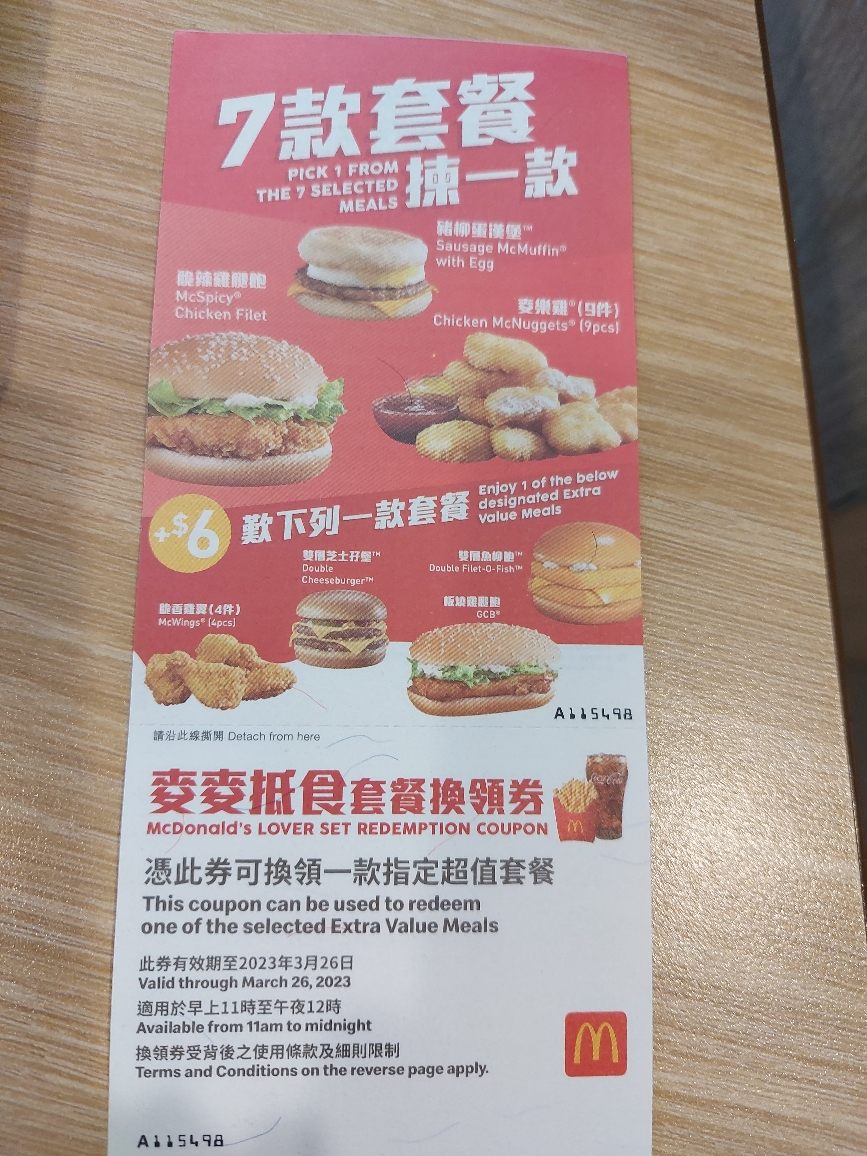 7款套餐
PICK 1 FROM
THE 7 SELECTED
MEALS
揀一款
豬柳蛋漢堡™
Sausage McMuffin®
with Egg
脆辣雞腿飽
McSpicy®
Chicken Filet
麥樂雞®(9件)
Chicken McNuggets® (9pcs)
+$6
歎下列一款套餐
Enjoy 1 of the below
designated Extra
Value Meals
雙層芝士孖堡™
Double
Cheeseburger™
雙層魚柳飽™
Double Filet-O-Fish™
脆香雞翼(4件)
McWings® (4pcs)
板燒雞腿飽
GCB®
A115498
請沿此線撕開 Detach from here
麥麥抵食套餐換領券
McDonald's LOVER SET REDEMPTION COUPON
Coca-Cola
憑此券可換領一款指定超值套餐
This coupon can be used to redeem
one of the selected Extra Value Meals
此券有效期至2023年3月26日
Valid through March 26, 2023
適用於早上11時至午夜12時
Available from 11am to midnight
換領券受背後之使用條款及細則限制
Terms and Conditions on the reverse page apply.
A115498